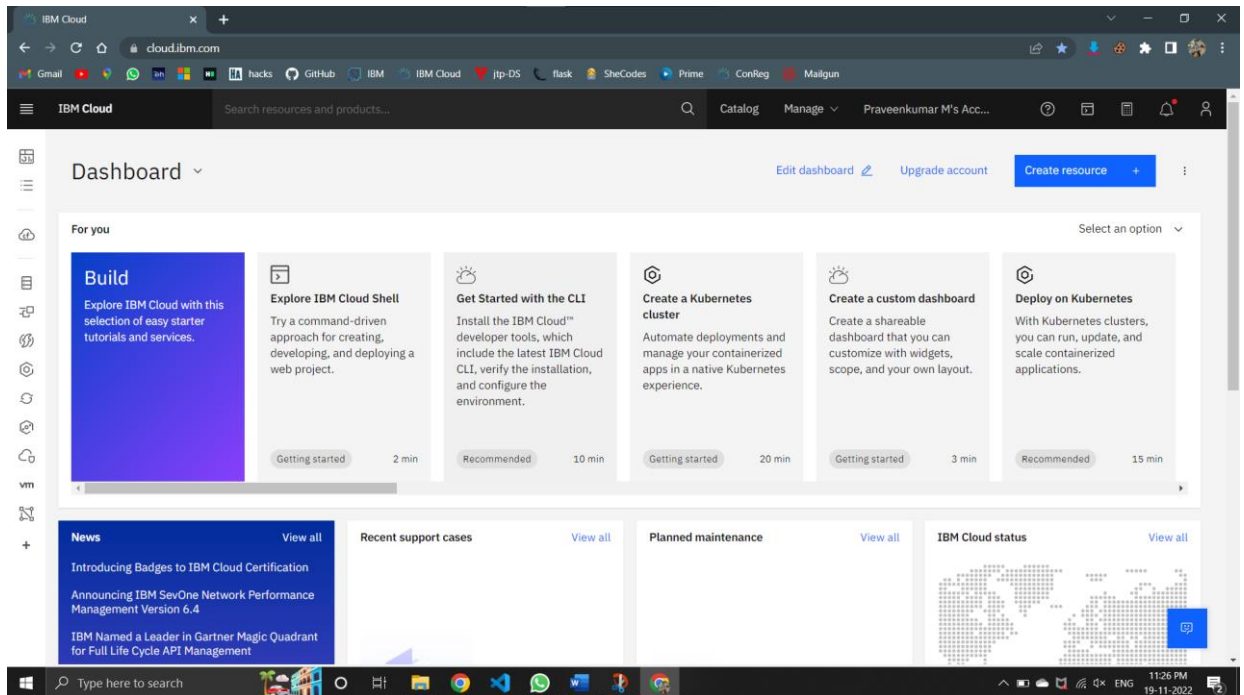 IBM Cloud
cloud.ibm.com
Gmail
hacks
GitHub
IBM
IBM Cloud
jtp-DS
flask
SheCodes
Prime
ConReg
Mailgun
IBM Cloud
Search resources and products...
Catalog
Manage
Praveenkumar M's Acc...
Dashboard
Edit dashboard
Upgrade account
Create resource +
For you
Select an option
Build
Explore IBM Cloud with this
selection of easy starter
tutorials and services.
Explore IBM Cloud Shell
Try a command-driven
approach for creating,
developing, and deploying a
web project.
Getting started
2 min
Get Started with the CLI
Install the IBM Cloud™
developer tools, which
include the latest IBM Cloud
CLI, verify the installation,
and configure the
environment.
Recommended
10 min
Create a Kubernetes
cluster
Automate deployments and
manage your containerized
apps in a native Kubernetes
experience.
Getting started
20 min
Create a custom dashboard
Create a shareable
dashboard that you can
customize with widgets,
scope, and your own layout.
Getting started
3 min
Deploy on Kubernetes
With Kubernetes clusters,
you can run, update, and
scale containerized
applications.
Recommended
15 min
vm
News
View all
Introducing Badges to IBM Cloud Certification
Announcing IBM SevOne Network Performance
Management Version 6.4
IBM Named a Leader in Gartner Magic Quadrant
for Full Life Cycle API Management
Recent support cases
View all
Planned maintenance
View all
IBM Cloud status
View all
Type here to search
ENG
11:26 PM
19-11-2022